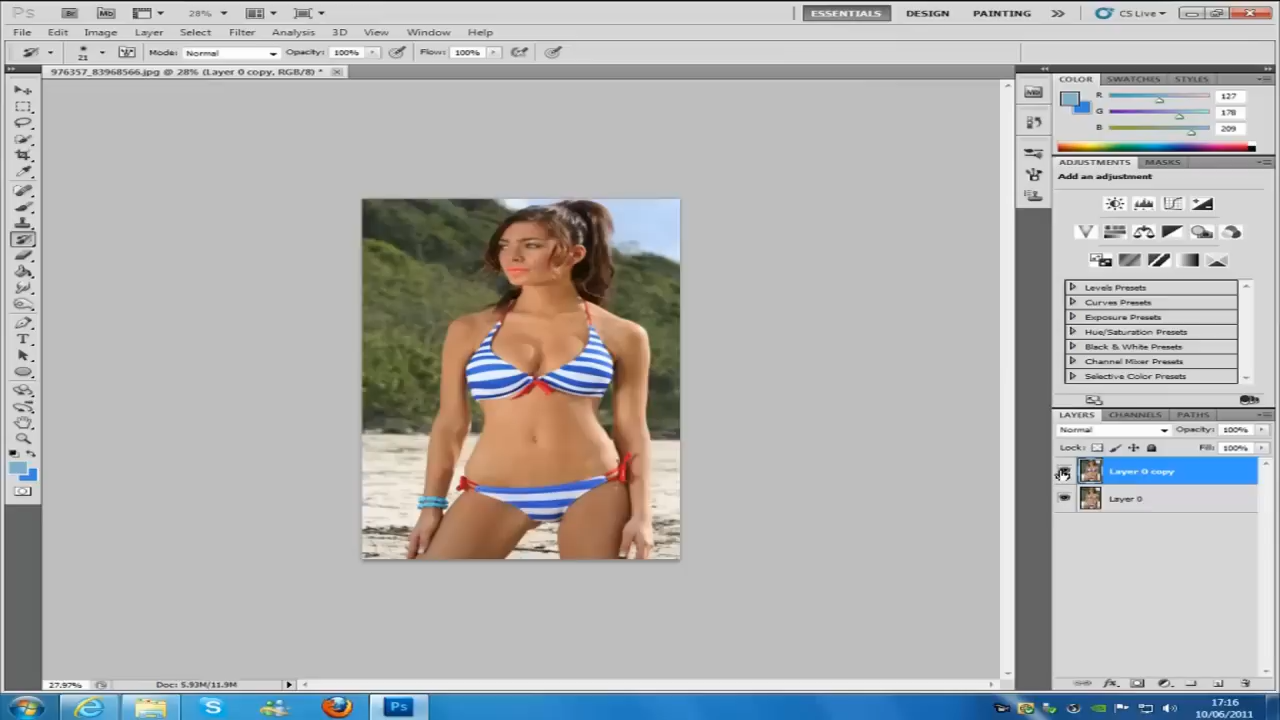 Ps Br Mb 28% ESSENTIALS DESIGN PAINTING CS Live
File Edit Image Layer Select Filter Analysis 3D View Window Help
21 Mode: Normal Opacity: 100% Flow: 100%
976357_83968566.jpg @ 28% (Layer 0 copy, RGB/8) *
COLOR SWATCHES STYLES
R 127
G 178
B 209
ADJUSTMENTS MASKS
Add an adjustment
Levels Presets
Curves Presets
Exposure Presets
Hue/Saturation Presets
Black & White Presets
Channel Mixer Presets
Selective Color Presets
LAYERS CHANNELS PATHS
Normal Opacity: 100%
Lock: Fill: 100%
Layer 0 copy
Layer 0
27.97% Doc: 5.93M/11.9M
Ps
17:16
10/06/2011